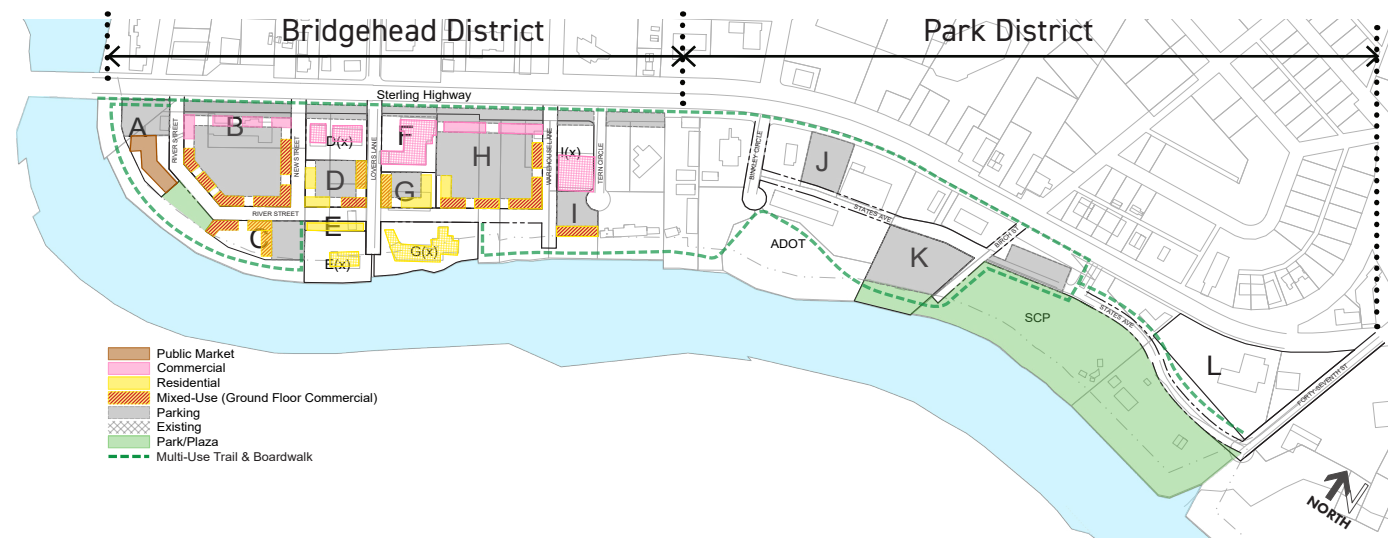 Bridgehead District
Park District
Sterling Highway
A
B
D(x)
F
H
I(x)
J
RIVER STREET
NEW STREET
LOVERS LANE
WAREHOUSE LANE
TERN CIRCLE
BINKLEY CIRCLE
D
G
I
STATES AVE
RIVER STREET
E
C
E(x)
G(x)
ADOT
K
BIRCH ST
SCP
STATES AVE
L
FORTY-SEVENTH ST
Public Market
Commercial
Residential
Mixed-Use (Ground Floor Commercial)
Parking
Existing
Park/Plaza
Multi-Use Trail & Boardwalk
N
NORTH